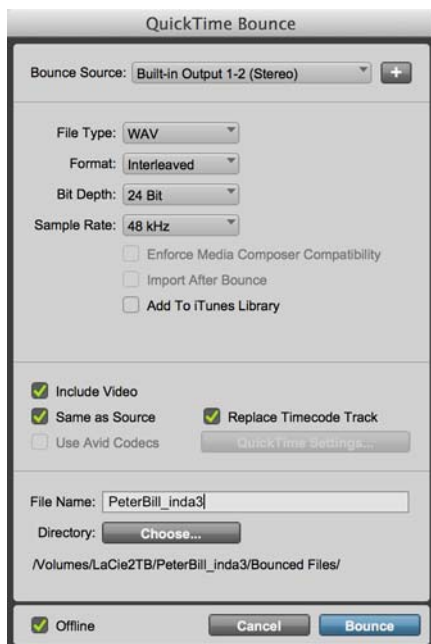 QuickTime Bounce
Bounce Source: Built-in Output 1-2 (Stereo) +
File Type: WAV
Format: Interleaved
Bit Depth: 24 Bit
Sample Rate: 48 kHz
Enforce Media Composer Compatibility
Import After Bounce
Add To iTunes Library
Include Video
Same as Source Replace Timecode Track
Use Avid Codecs QuickTime Settings...
File Name: PeterBill_inda3
Directory: Choose...
/Volumes/LaCie2TB/PeterBill_inda3/Bounced Files/
Offline Cancel Bounce